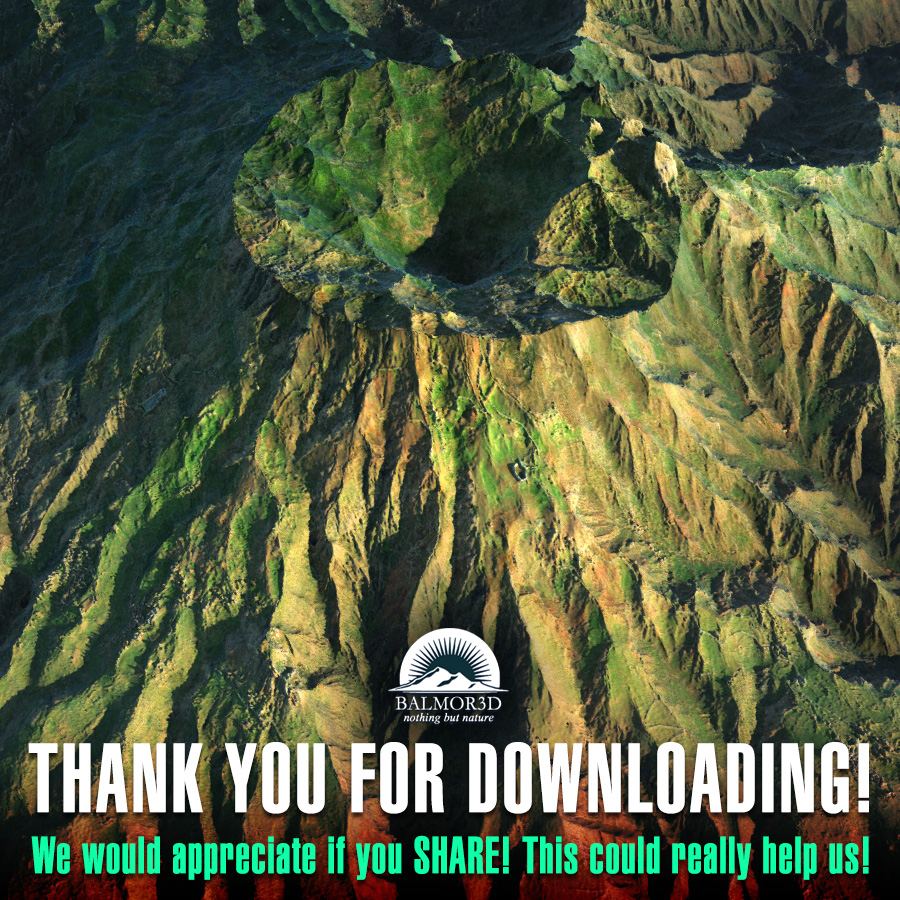 BALMOR3D
nothing but nature
THANK YOU FOR DOWNLOADING!
We would appreciate if you SHARE! This could really help us!